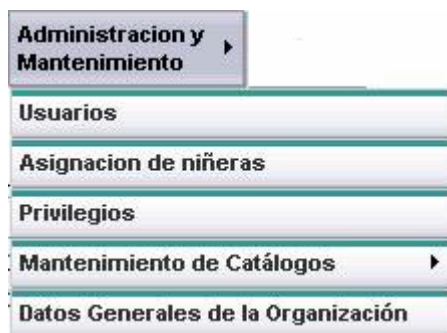 Administracion y
Mantenimiento
Usuarios
Asignacion de niñeras
Privilegios
Mantenimiento de Catálogos
Datos Generales de la Organización